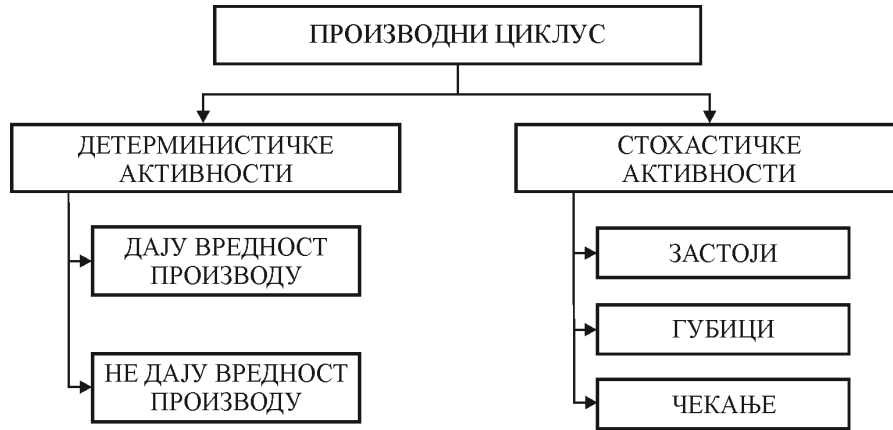 ПРОИЗВОДНИ ЦИКЛУС
ДЕТЕРМИНИСТИЧКЕ
АКТИВНОСТИ
ДАЈУ ВРЕДНОСТ
ПРОИЗВОДУ
НЕ ДАЈУ ВРЕДНОСТ
ПРОИЗВОДУ
СТОХАСТИЧКЕ
АКТИВНОСТИ
ЗАСТОЈИ
ГУБИЦИ
ЧЕКАЊЕ